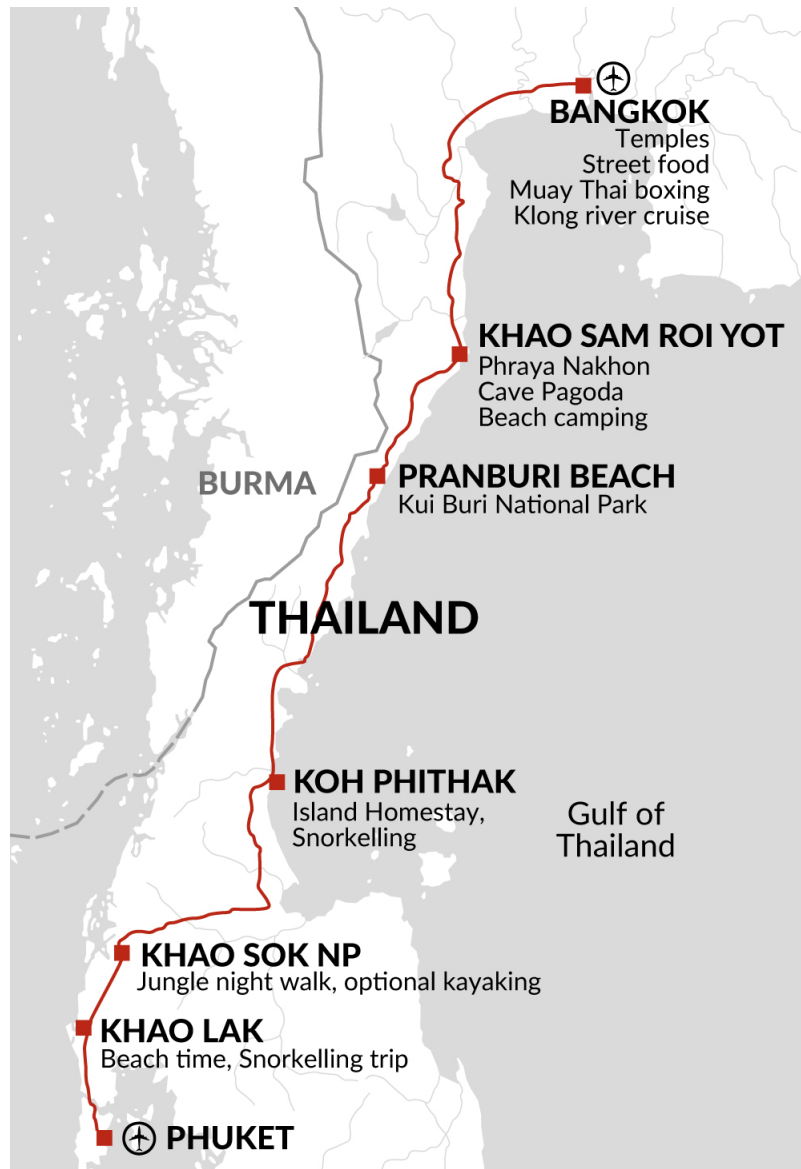 BANGKOK
Temples
Street food
Muay Thai boxing
Klong river cruise
KHAO SAM ROI YOT
Phraya Nakhon
Cave Pagoda
Beach camping
BURMA
PRANBURI BEACH
Kui Buri National Park
THAILAND
KOH PHITHAK
Island Homestay,
Snorkelling
Gulf of
Thailand
KHAO SOK NP
Jungle night walk, optional kayaking
KHAO LAK
Beach time, Snorkelling trip
PHUKET